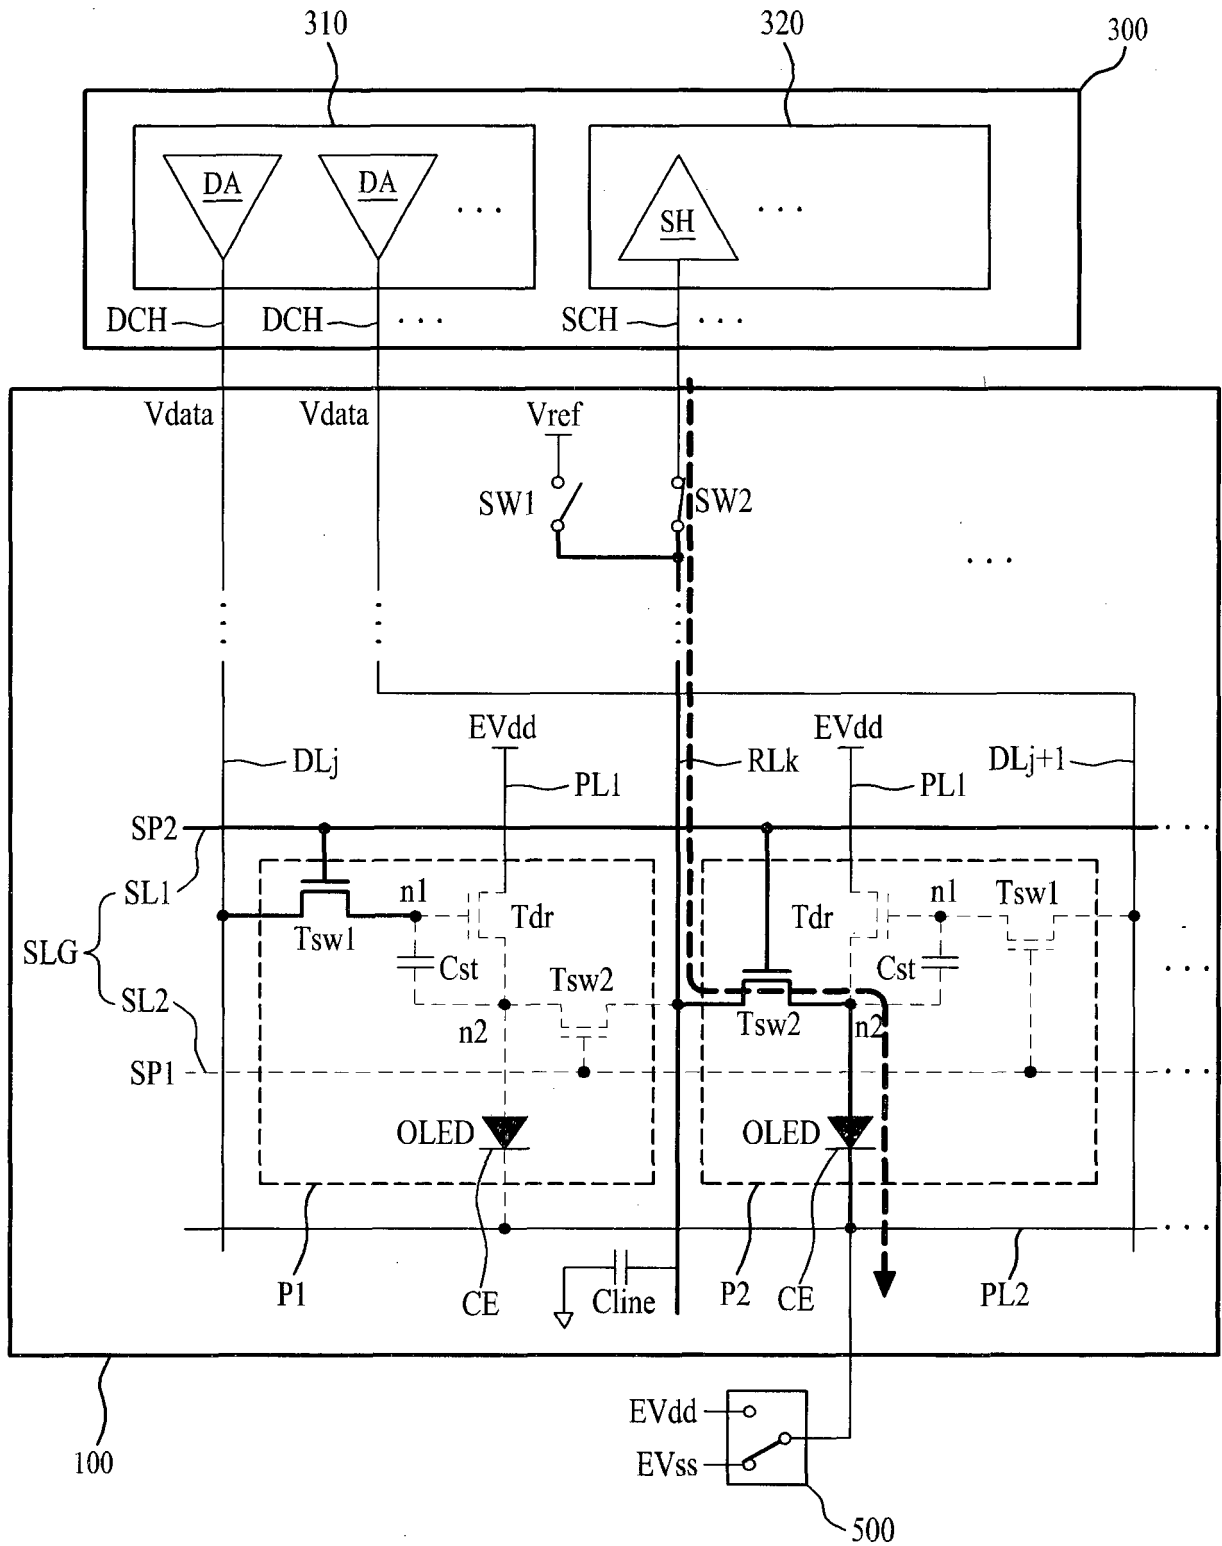 310 320 300
DA DA ... SH ...
DCH DCH ... SCH ...
Vdata Vdata Vref
SW1 SW2
...
EVdd EVdd
DLj PL1 RLk PL1 DLj+1
SP2 ...
SL1 n1 n1 Tsw1
Tsw1 Tdr Tdr
SLG Cst Tsw2 Cst ...
SL2 n2 Tsw2 n2
SP1 ...
OLED OLED
...
P1 CE Cline P2 CE PL2
100
EVdd
EVss
500